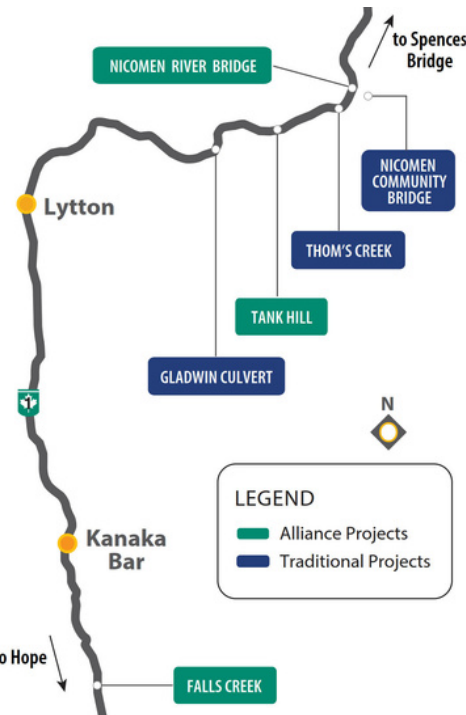 to Spences
Bridge
NICOMEN RIVER BRIDGE
NICOMEN
COMMUNITY
BRIDGE
Lytton
THOM'S CREEK
TANK HILL
GLADWIN CULVERT
1
N
LEGEND
Alliance Projects
Traditional Projects
Kanaka
Bar
o Hope
FALLS CREEK